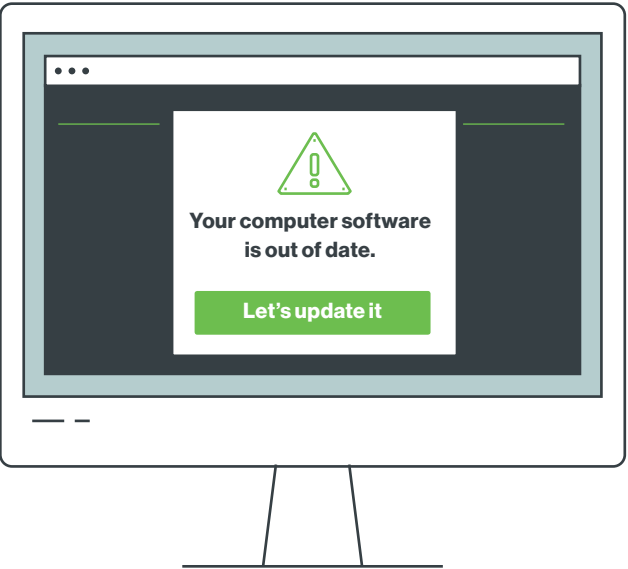 Your computer software
is out of date.
Let’s update it